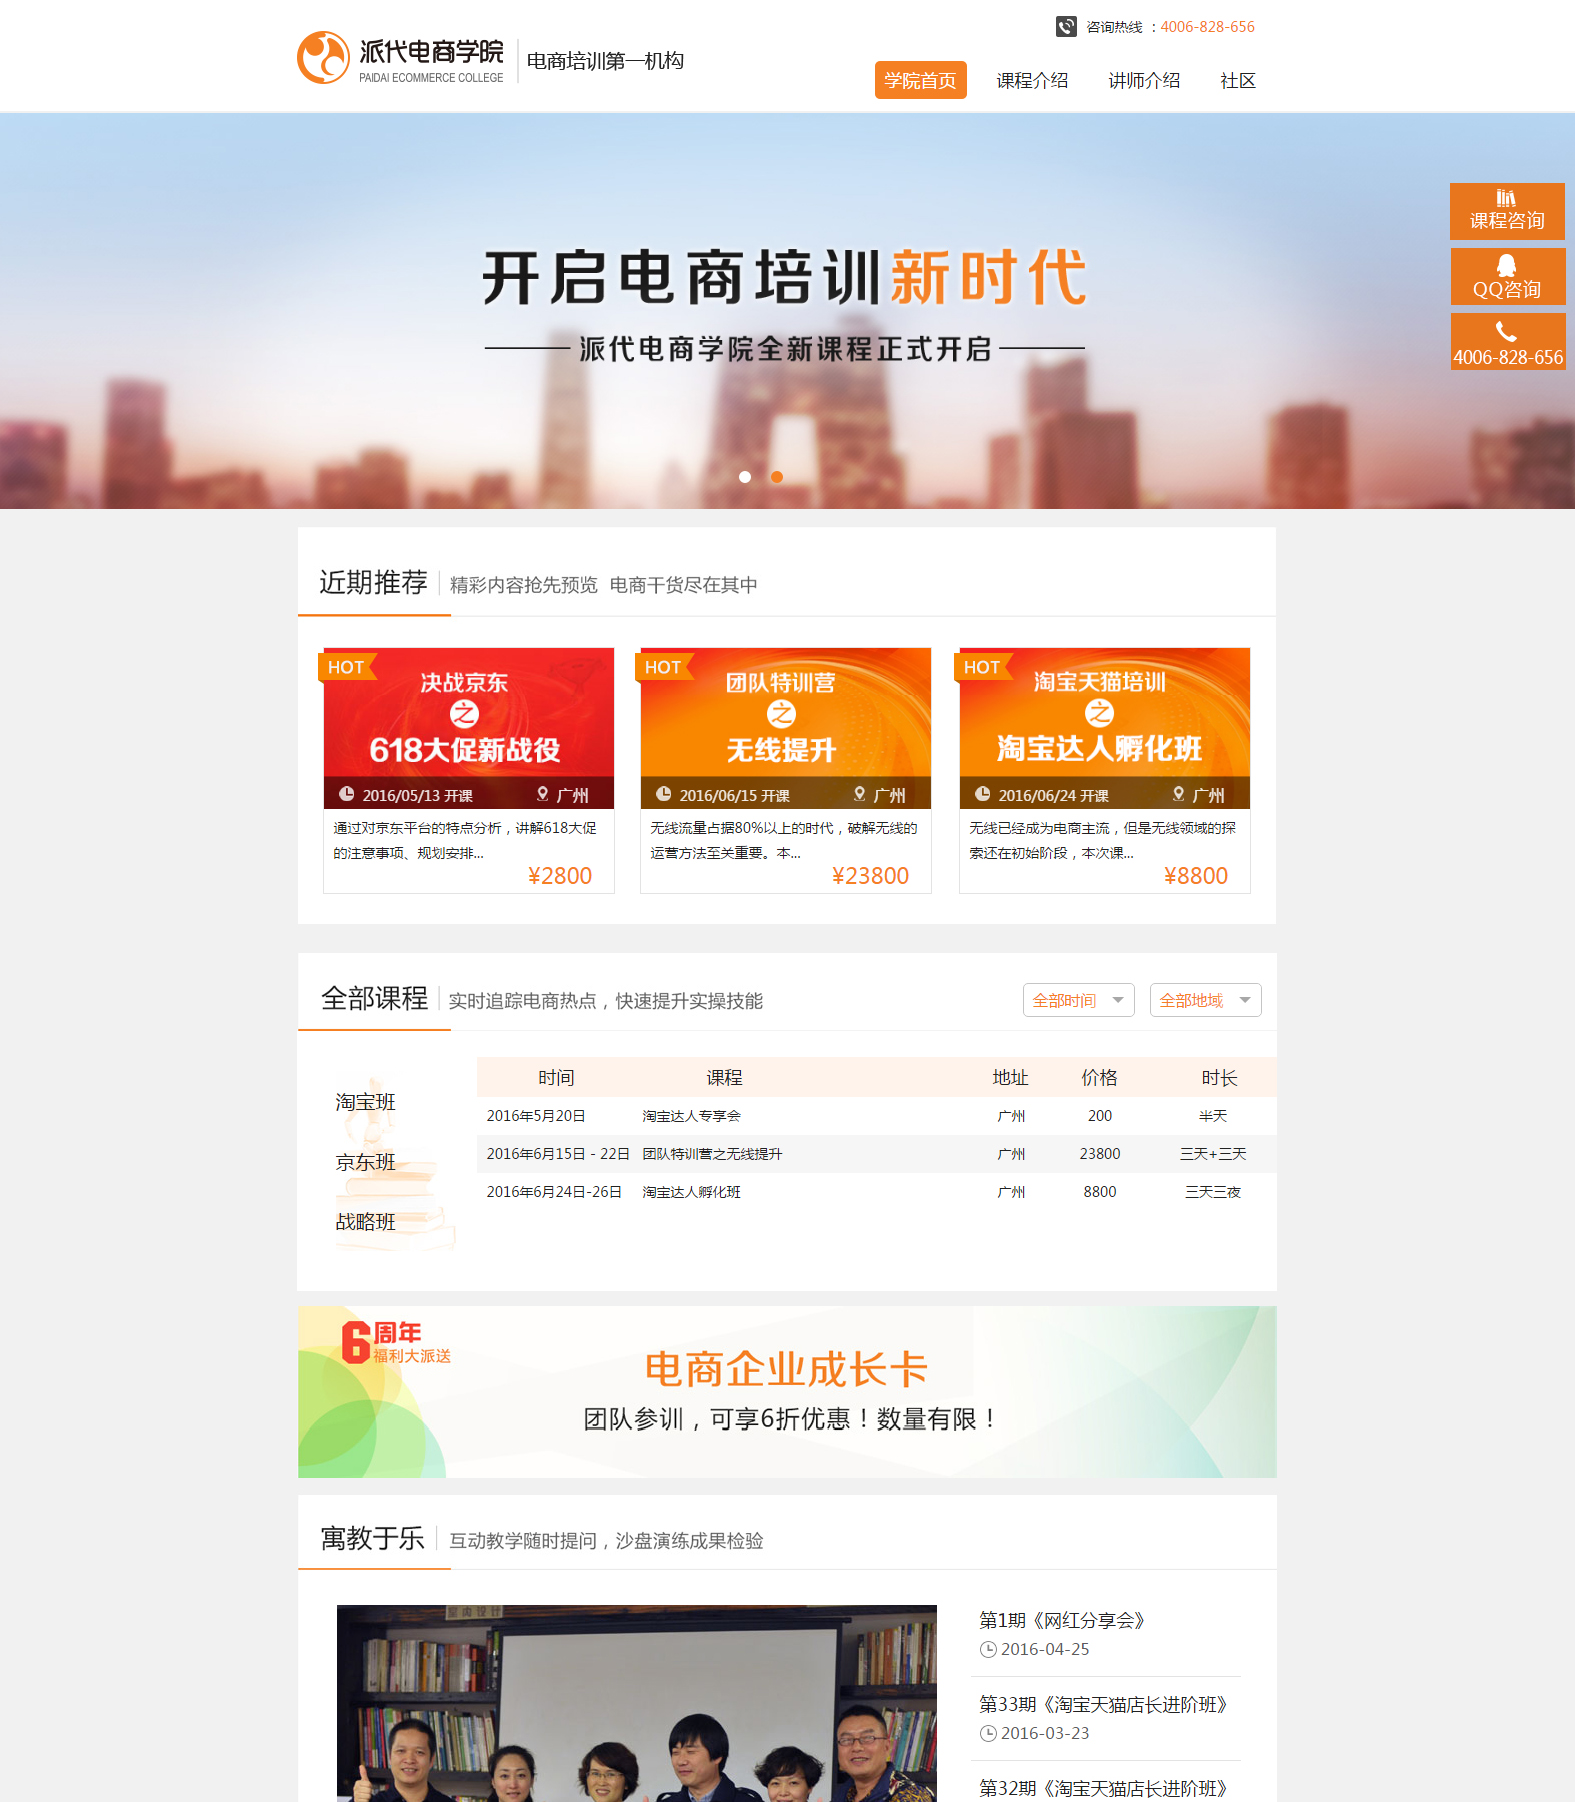 咨询热线 ：4006-828-656
派代电商学院
PAIDAI ECOMMERCE COLLEGE
电商培训第一机构
学院首页 课程介绍 讲师介绍 社区
开启电商培训新时代
派代电商学院全新课程正式开启
课程咨询
QQ咨询
4006-828-656
近期推荐 精彩内容抢先预览 电商干货尽在其中
HOT
决战京东
之
618大促新战役
2016/05/13 开课 广州
通过对京东平台的特点分析，讲解618大促
的注意事项、规划安排...
¥2800
HOT
团队特训营
之
无线提升
2016/06/15 开课 广州
无线流量占据80%以上的时代，破解无线的
运营方法至关重要。本...
¥23800
HOT
淘宝天猫培训
之
淘宝达人孵化班
2016/06/24 开课 广州
无线已经成为电商主流，但是无线领域的探
索还在初始阶段，本次课...
¥8800
全部课程 实时追踪电商热点，快速提升实操技能
全部时间 全部地域
淘宝班
京东班
战略班
时间 课程 地址 价格 时长
2016年5月20日 淘宝达人专享会 广州 200 半天
2016年6月15日 - 22日 团队特训营之无线提升 广州 23800 三天+三天
2016年6月24日-26日 淘宝达人孵化班 广州 8800 三天三夜
6周年
福利大派送
电商企业成长卡
团队参训，可享6折优惠！数量有限！
寓教于乐 互动教学随时提问，沙盘演练成果检验
室内设计
第1期《网红分享会》
2016-04-25
第33期《淘宝天猫店长进阶班》
2016-03-23
第32期《淘宝天猫店长进阶班》